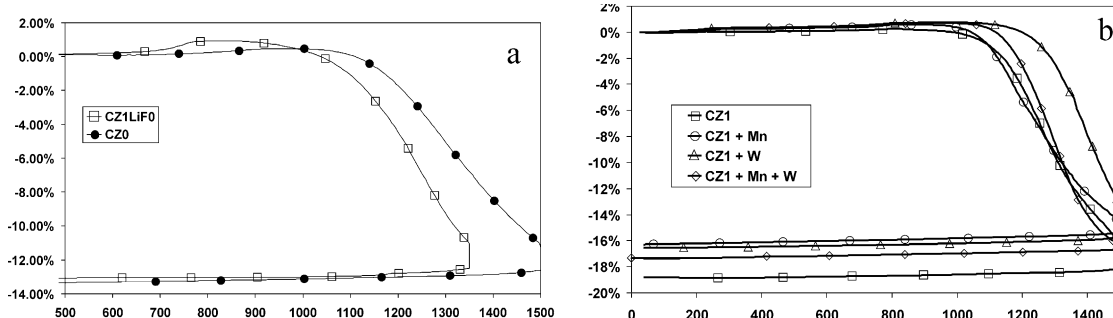 2.00%
0.00%
-2.00%
-4.00%
-6.00%
-8.00%
-10.00%
-12.00%
-14.00%
500 600 700 800 900 1000 1100 1200 1300 1400 1500
a
CZ1LiF0
CZ0
2%
0%
-2%
-4%
-6%
-8%
-10%
-12%
-14%
-16%
-18%
-20%
0 200 400 600 800 1000 1200 1400
b
CZ1
CZ1 + Mn
CZ1 + W
CZ1 + Mn + W